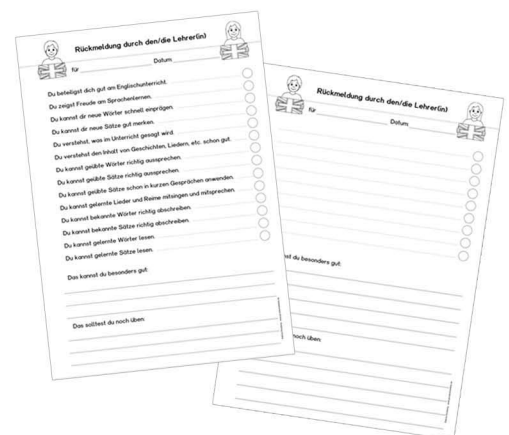 Rückmeldung durch den/die Lehrer(in)
für Datum:
Du beteiligst dich gut am Englischunterricht.
Du zeigst Freude am Sprachenlernen.
Du kannst dir neue Wörter schnell einprägen.
Du kannst dir neue Sätze gut merken.
Du verstehst, was im Unterricht gesagt wird.
Du verstehst den Inhalt von Geschichten, Liedern, etc. schon gut.
Du kannst geübte Wörter richtig aussprechen.
Du kannst geübte Sätze richtig aussprechen.
Du kannst geübte Sätze schon in kurzen Gesprächen anwenden.
Du kannst gelernte Lieder und Reime mitsingen und mitsprechen.
Du kannst bekannte Wörter richtig abschreiben.
Du kannst bekannte Sätze richtig abschreiben.
Du kannst gelernte Wörter lesen.
Du kannst gelernte Sätze lesen.
Das kannst du besonders gut:
Das solltest du noch üben:
Rückmeldung durch den/die Lehrer(in)
für Datum:
du besonders gut:
noch üben: